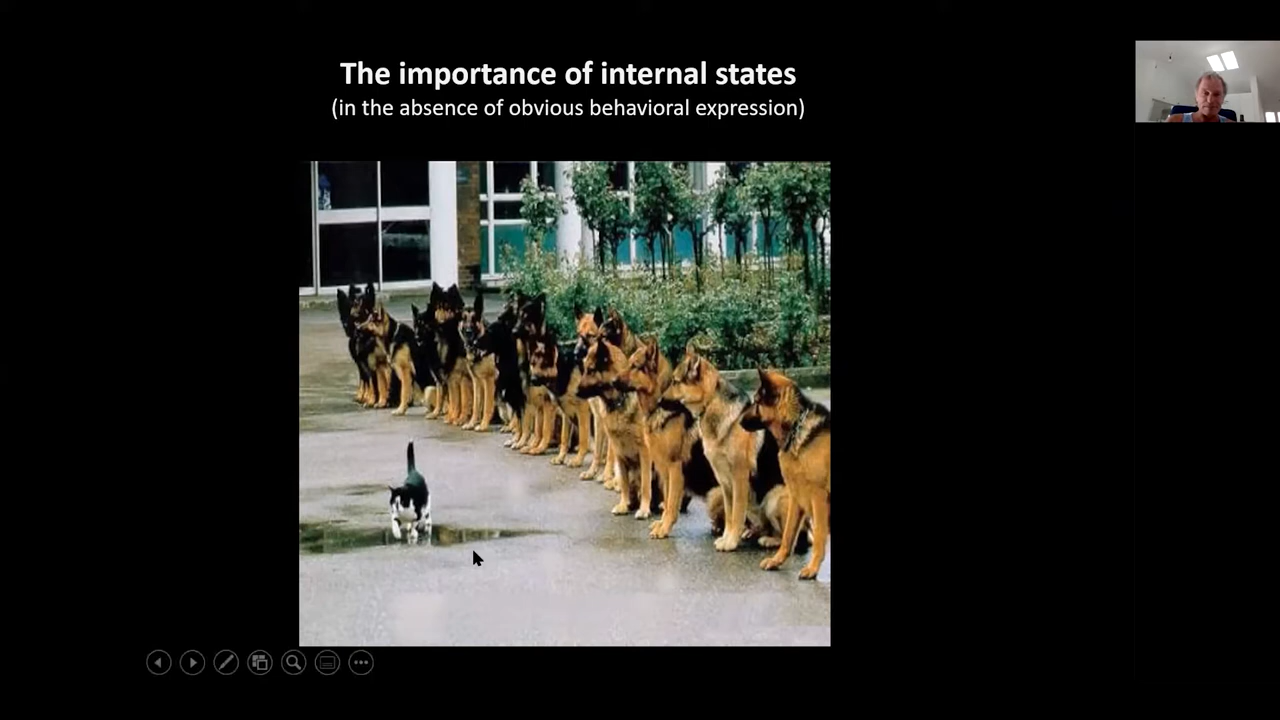 The importance of internal states
(in the absence of obvious behavioral expression)